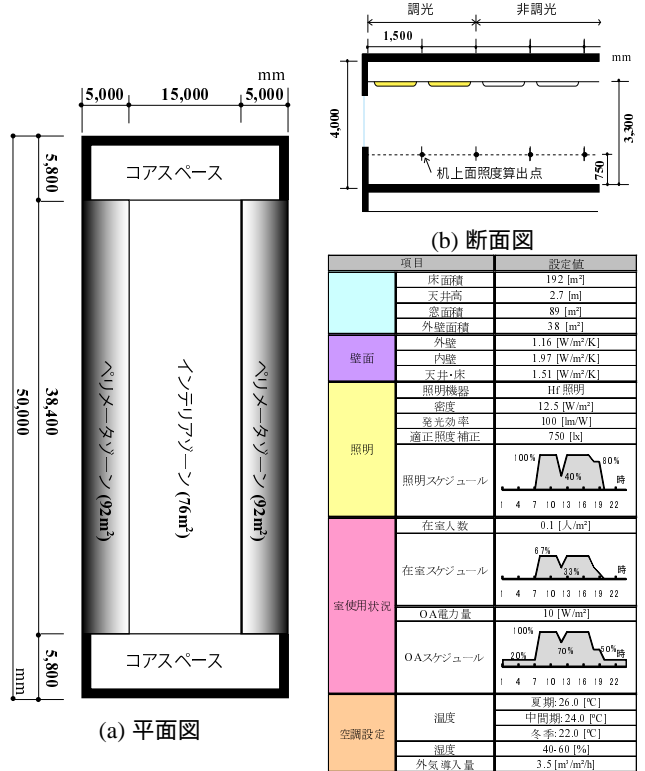 mm
5,000
15,000
5,000
5,800
コアスペース
50,000
38,400
ペリメータゾーン (92m²)
インテリアゾーン (76m²)
ペリメータゾーン (92m²)
5,800
コアスペース
mm
(a) 平面図
調光
非調光
1,500
mm
4,000
3,300
750
机上面照度算出点
(b) 断面図
項目 設定値
床面積 192 [m²]
天井高 2.7 [m]
窓面積 89 [m²]
外壁面積 38 [m²]
壁面
外壁 1.16 [W/m²/K]
内壁 1.97 [W/m²/K]
天井・床 1.51 [W/m²/K]
照明
照明機器 Hf 照明
密度 12.5 [W/m²]
発光効率 100 [lm/W]
適正照度補正 750 [lx]
照明スケジュール
100%
80%
40%
時
1 4 7 10 13 16 19 22
室使用状況
在室人数 0.1 [人/m²]
在室スケジュール
67%
33%
時
1 4 7 10 13 16 19 22
OA電力量 10 [W/m²]
OAスケジュール
100%
20%
70%
50%
時
1 4 7 10 13 16 19 22
空調設定
温度
夏期:26.0 [℃]
中間期:24.0 [℃]
冬季:22.0 [℃]
湿度 40-60 [%]
外気導入量 3.5 [m³/m²/h]